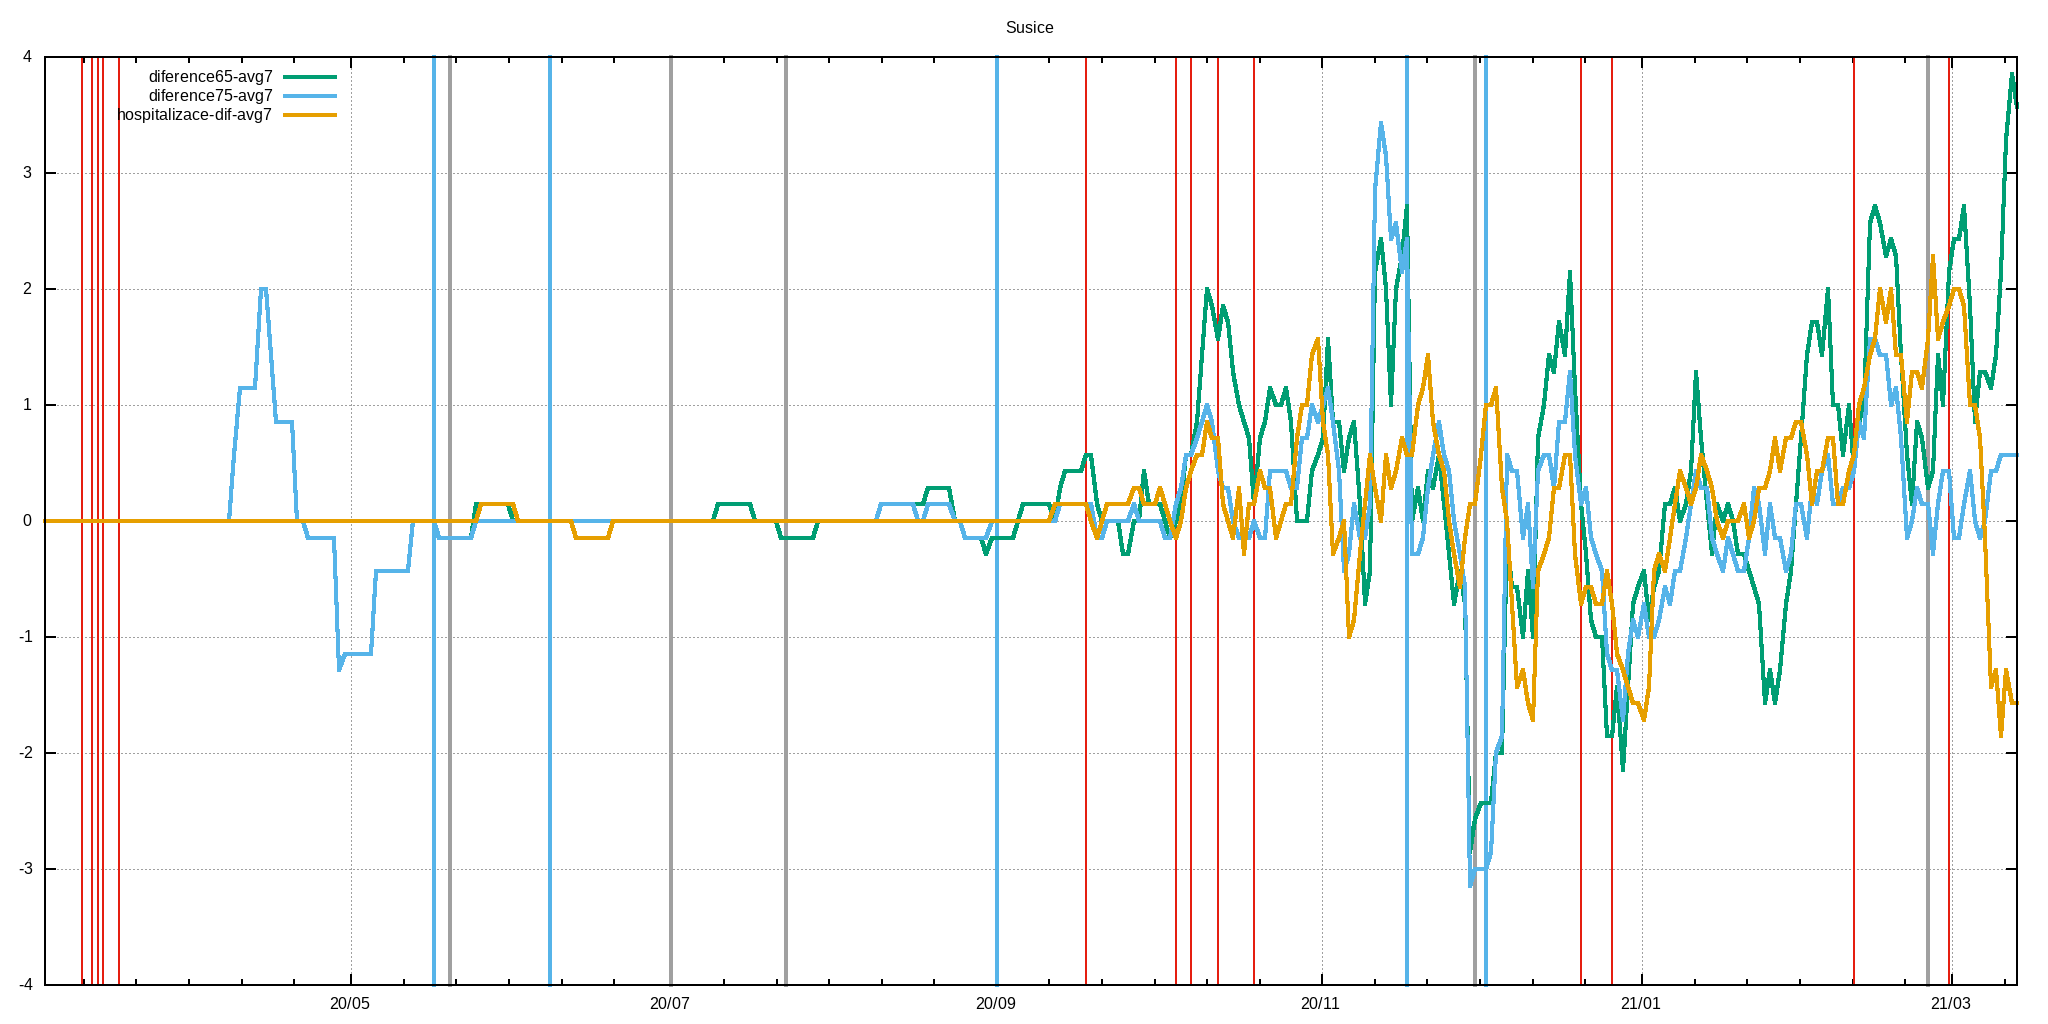 Susice
4
diference65-avg7
diference75-avg7
hospitalizace-dif-avg7
3
2
1
0
-1
-2
-3
-4
20/05 20/07 20/09 20/11 21/01 21/03